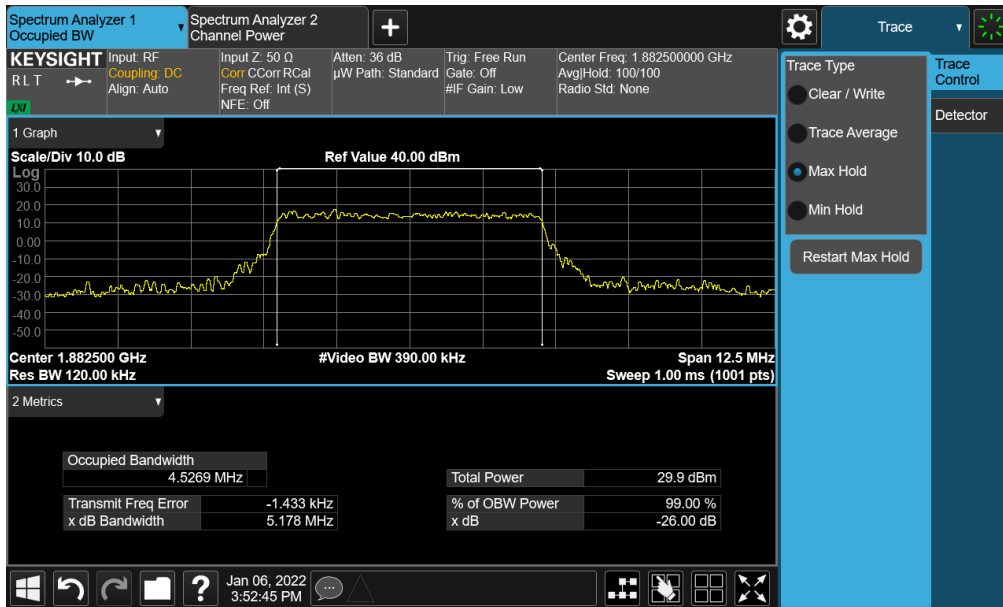 Spectrum Analyzer 1
Occupied BW
Spectrum Analyzer 2
Channel Power
Trace
KEYSIGHT
R L T
LXI
Input: RF
Coupling: DC
Align: Auto
Input Z: 50 Ω
Corr CCorr RCal
Freq Ref: Int (S)
NFE: Off
Atten: 36 dB
µW Path: Standard
Trig: Free Run
Gate: Off
#IF Gain: Low
Center Freq: 1.882500000 GHz
Avg|Hold: 100/100
Radio Std: None
Trace Type
Clear / Write
Trace Average
Max Hold
Min Hold
Restart Max Hold
Trace
Control
Detector
1 Graph
Scale/Div 10.0 dB
Ref Value 40.00 dBm
Log
30.0
20.0
10.0
0.00
-10.0
-20.0
-30.0
-40.0
-50.0
Center 1.882500 GHz
#Video BW 390.00 kHz
Span 12.5 MHz
Res BW 120.00 kHz
Sweep 1.00 ms (1001 pts)
2 Metrics
Occupied Bandwidth
4.5269 MHz
Total Power 29.9 dBm
Transmit Freq Error -1.433 kHz
% of OBW Power 99.00 %
x dB Bandwidth 5.178 MHz
x dB -26.00 dB
?
Jan 06, 2022
3:52:45 PM